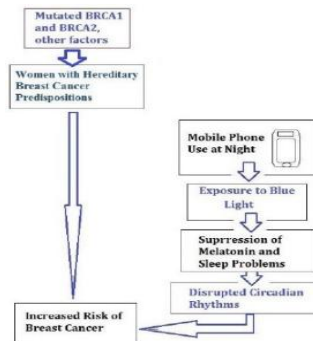 Mutated BRCA1
and BRCA2,
other factors
Women with Hereditary
Breast Cancer
Predispositions
Mobile Phone
Use at Night
Exposure to Blue
Light
Suprression of
Melatonin and
Sleep Problems
Disrupted Circadian
Rhythms
Increased Risk of
Breast Cancer